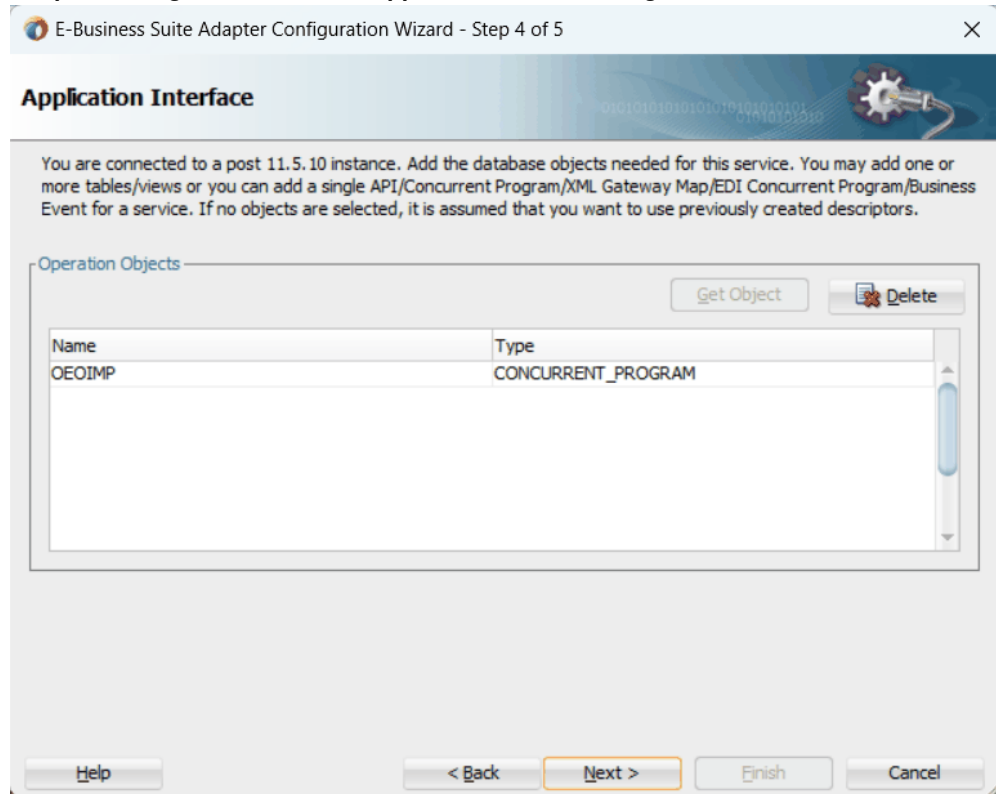 E-Business Suite Adapter Configuration Wizard - Step 4 of 5
Application Interface
You are connected to a post 11.5.10 instance. Add the database objects needed for this service. You may add one or
more tables/views or you can add a single API/Concurrent Program/XML Gateway Map/EDI Concurrent Program/Business
Event for a service. If no objects are selected, it is assumed that you want to use previously created descriptors.
Operation Objects
Get Object Delete
Name Type
OEOIMP CONCURRENT_PROGRAM
Help < Back Next > Finish Cancel